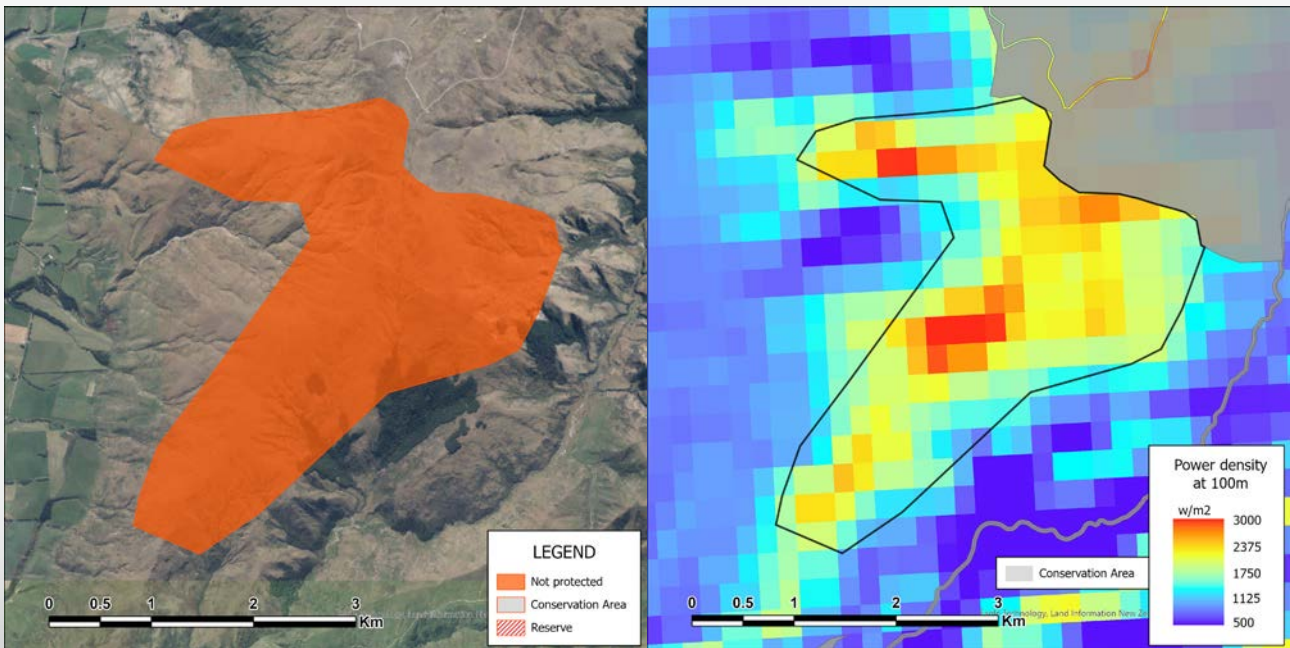 LEGEND
Not protected
Conservation Area
Reserve
0 0.5 1 2 3
Km
Power density
at 100m
w/m2
3000
2375
1750
1125
500
Conservation Area
0 0.5 1 2 3
Km
Technology, Land Information New